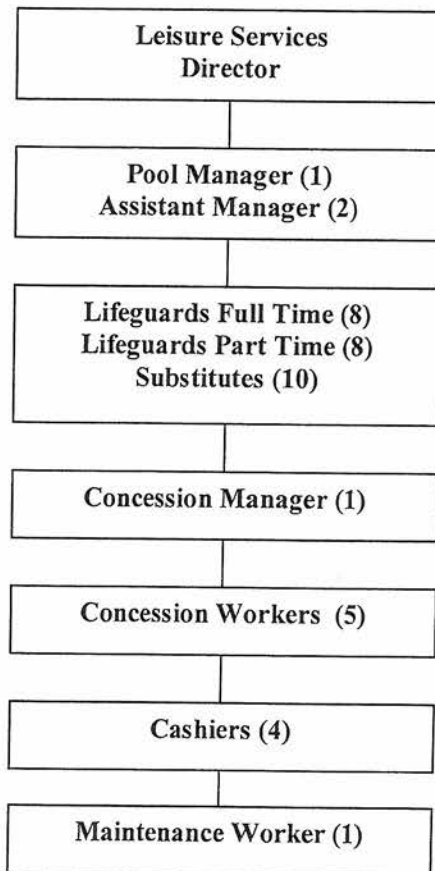 Leisure Services
Director
Pool Manager (1)
Assistant Manager (2)
Lifeguards Full Time (8)
Lifeguards Part Time (8)
Substitutes (10)
Concession Manager (1)
Concession Workers (5)
Cashiers (4)
Maintenance Worker (1)